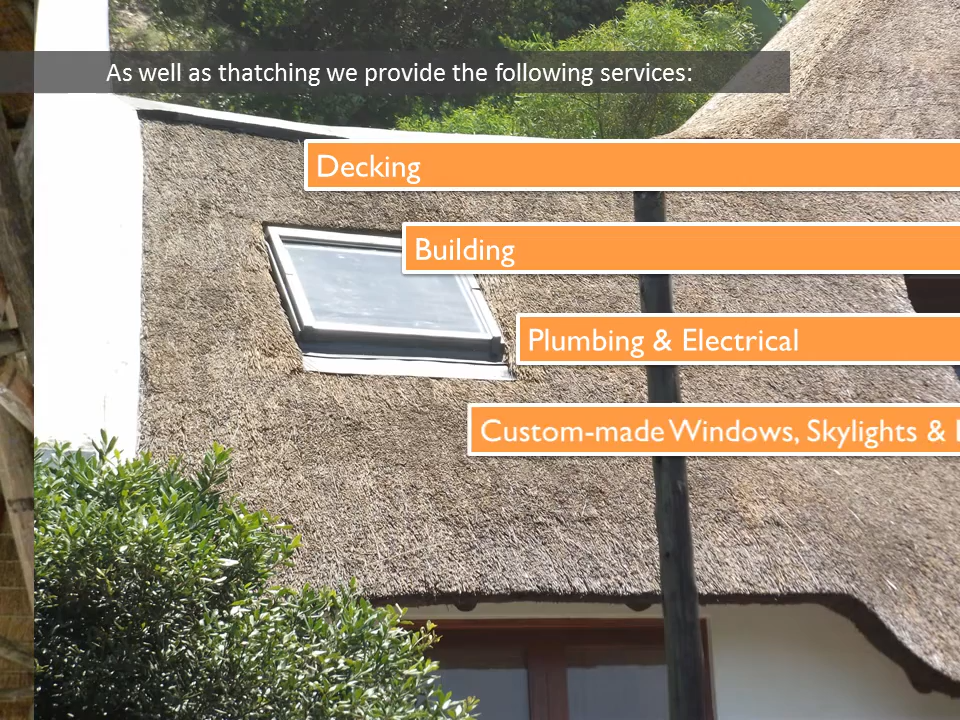 As well as thatching we provide the following services:
Decking
Building
Plumbing & Electrical
Custom-made Windows, Skylights &